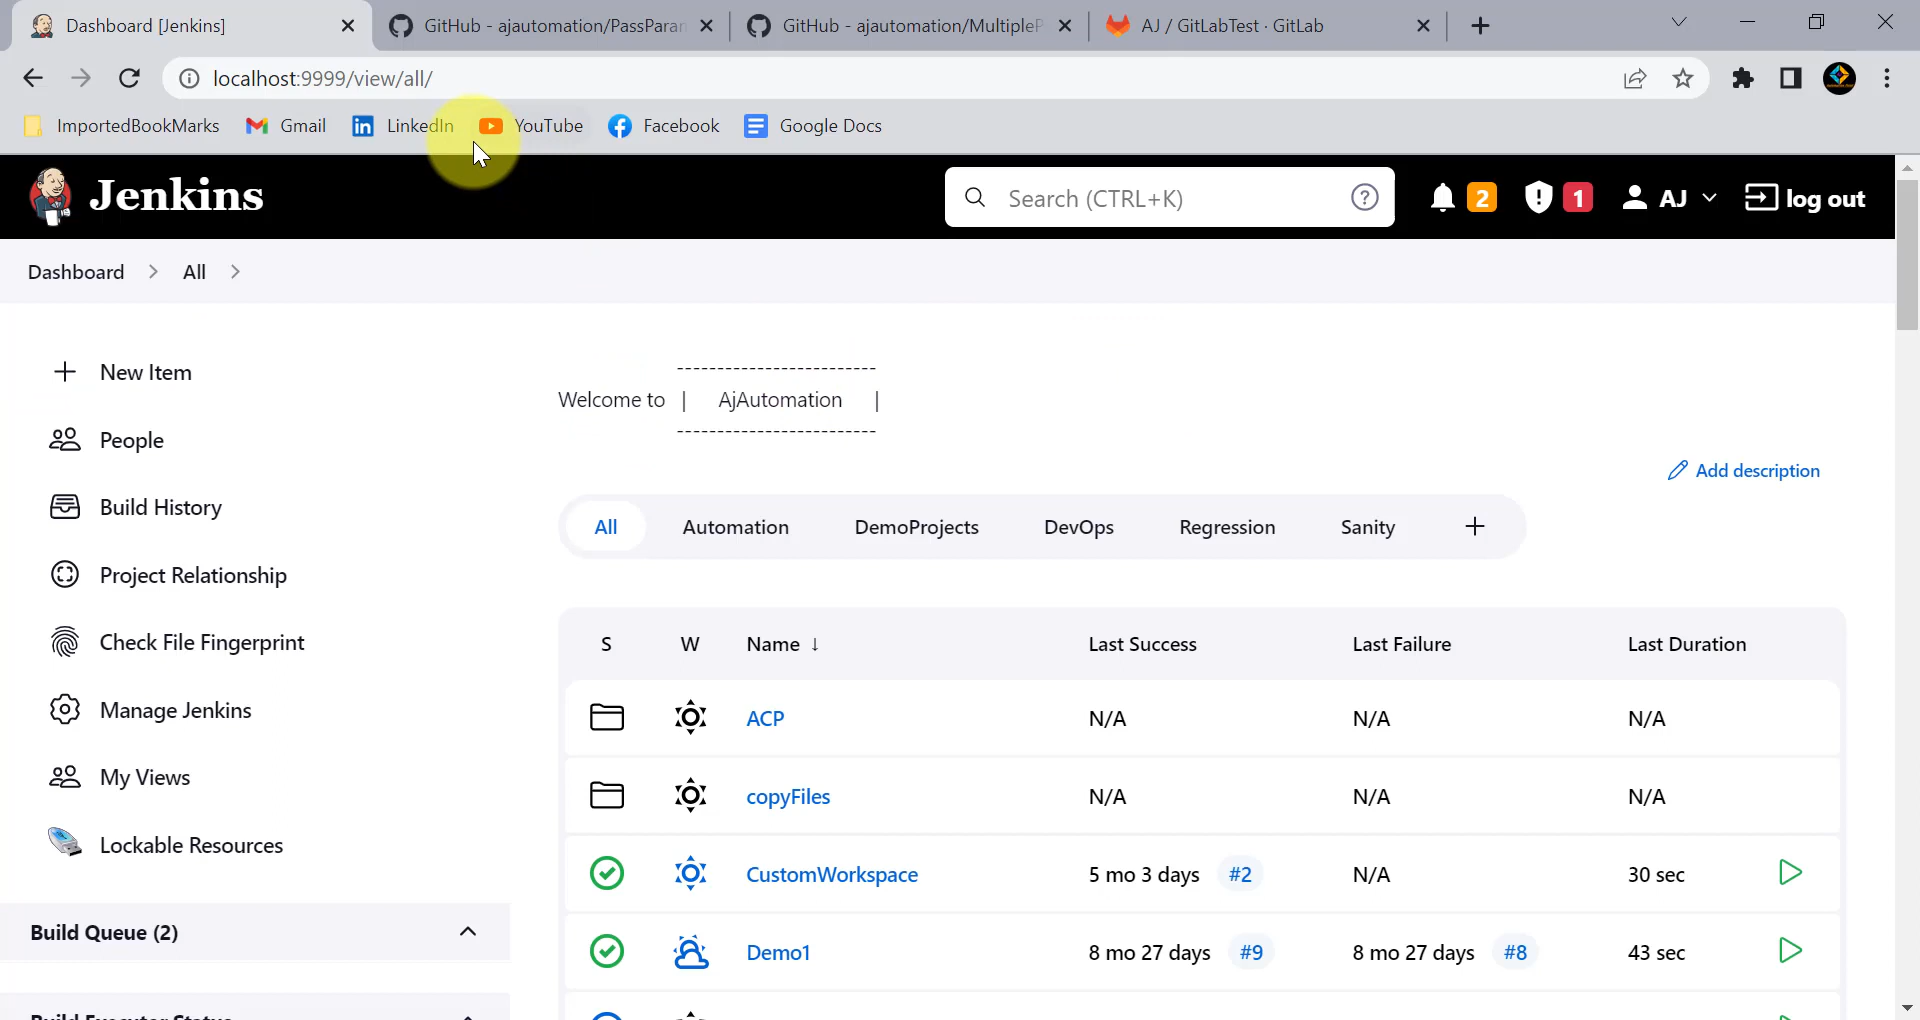 Dashboard [Jenkins]
GitHub - ajautomation/PassParan
GitHub - ajautomation/MultipleP
AJ / GitLabTest · GitLab
localhost:9999/view/all/
ImportedBookMarks
Gmail
LinkedIn
YouTube
Facebook
Google Docs
Jenkins
Search (CTRL+K)
2
1
AJ
log out
Dashboard > All >
New Item
People
Build History
Project Relationship
Check File Fingerprint
Manage Jenkins
My Views
Lockable Resources
Build Queue (2)
-------------------------
Welcome to | AjAutomation |
-------------------------
Add description
All Automation DemoProjects DevOps Regression Sanity +
S W Name ↓ Last Success Last Failure Last Duration
ACP N/A N/A N/A
copyFiles N/A N/A N/A
CustomWorkspace 5 mo 3 days #2 N/A 30 sec
Demo1 8 mo 27 days #9 8 mo 27 days #8 43 sec